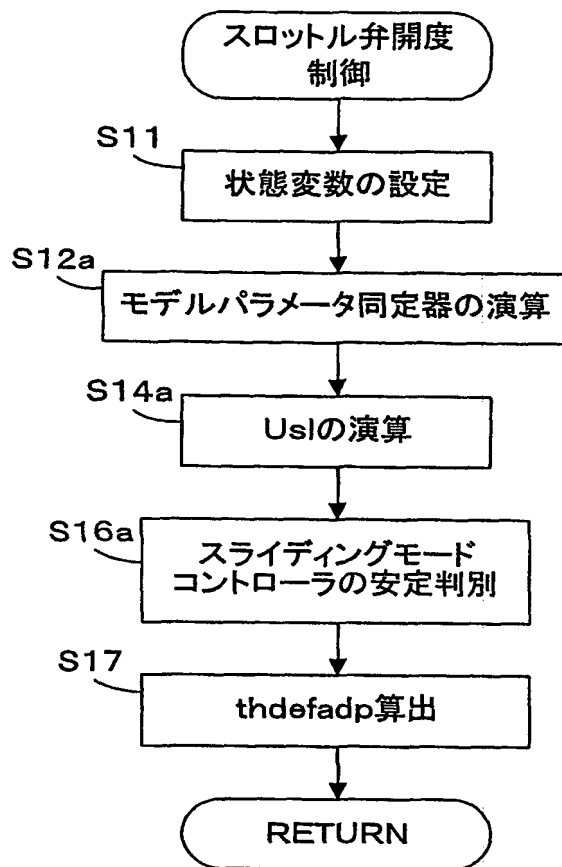 スロットル弁開度
制御
S11
状態変数の設定
S12a
モデルパラメータ同定器の演算
S14a
Uslの演算
S16a
スライディングモード
コントローラの安定判別
S17
thdefadp算出
RETURN